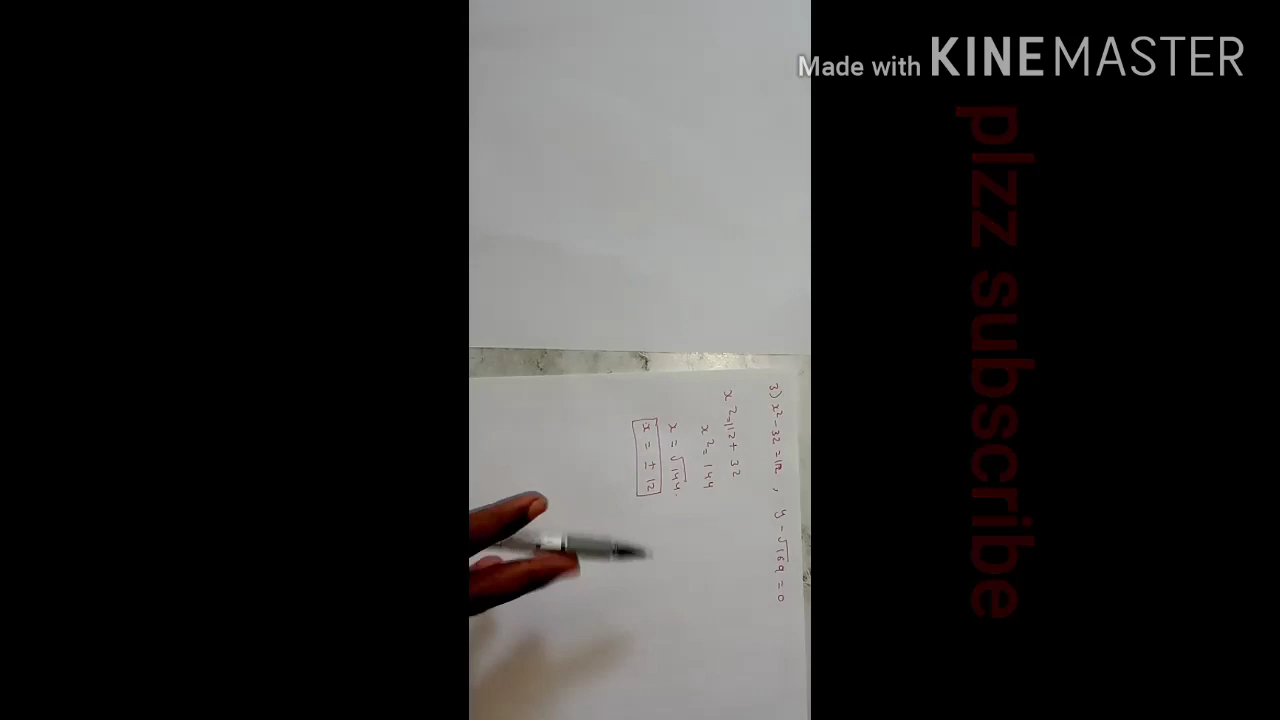 Made with KINEMASTER
plzz subscribe
3) x² - 32 = 112 , y - √169 = 0
x² = 112 + 32
x² = 144
x = √144.
x = ± 12